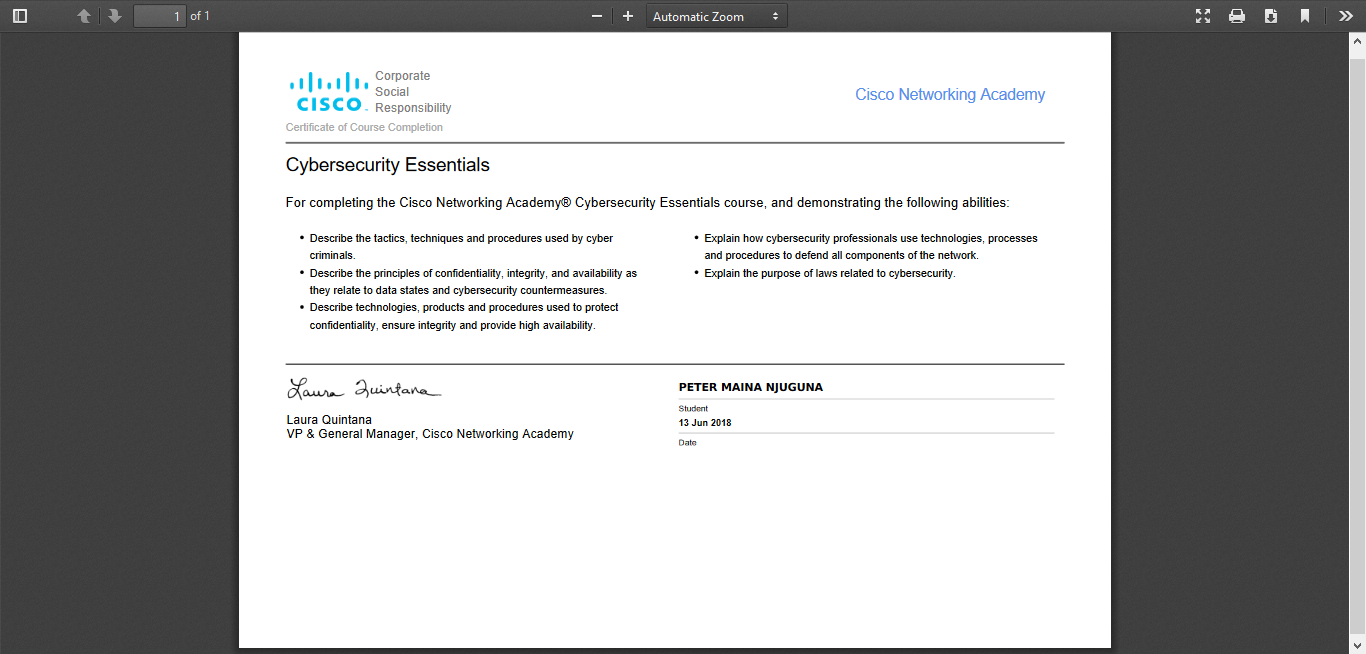 1 of 1
Automatic Zoom
CISCO
Corporate
Social
Responsibility
Cisco Networking Academy
Certificate of Course Completion
Cybersecurity Essentials
For completing the Cisco Networking Academy® Cybersecurity Essentials course, and demonstrating the following abilities:
• Describe the tactics, techniques and procedures used by cyber
criminals.
• Describe the principles of confidentiality, integrity, and availability as
they relate to data states and cybersecurity countermeasures.
• Describe technologies, products and procedures used to protect
confidentiality, ensure integrity and provide high availability.
• Explain how cybersecurity professionals use technologies, processes
and procedures to defend all components of the network.
• Explain the purpose of laws related to cybersecurity.
Laura Quintana
Laura Quintana
VP & General Manager, Cisco Networking Academy
PETER MAINA NJUGUNA
Student
13 Jun 2018
Date